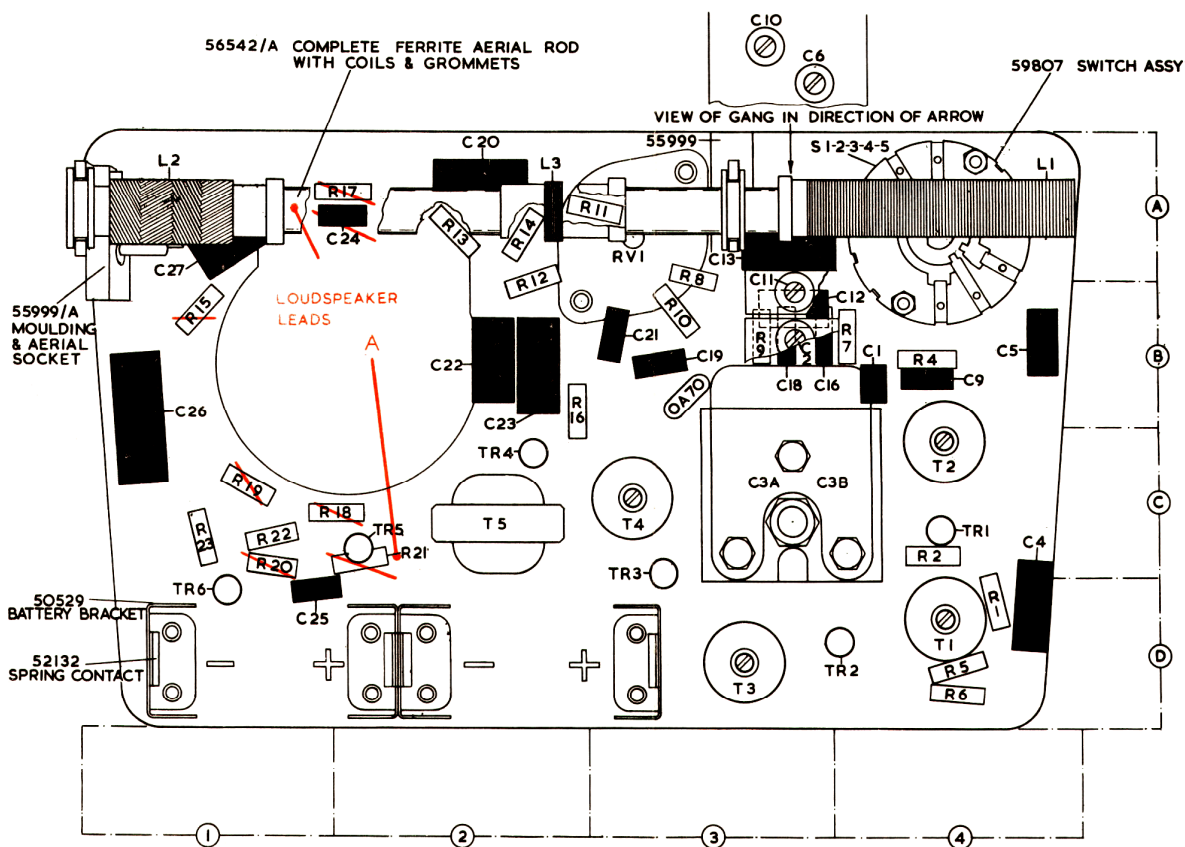 C10
C6
56542/A COMPLETE FERRITE AERIAL ROD
WITH COILS & GROMMETS
59807 SWITCH ASSY
VIEW OF GANG IN DIRECTION OF ARROW
L2
C20
L3
55999
S 1-2-3-4-5
L1
R17
R11
A
C24
R13
R14
C27
RV1
C13
R12
R8
C11
C12
R15
LOUDSPEAKER
LEADS
R10
55999/A
MOULDING
& AERIAL
SOCKET
A
C21
R9
C2
R7
C5
B
C22
C19
C18
C16
C1
R4
C9
C26
C23
R16
OA70
TR4
T2
R19
C3A
C3B
C
R18
T5
T4
R23
R22
TR5
R21
TR1
R20
R2
C4
TR6
C25
TR3
50529
BATTERY BRACKET
R1
T1
52132
SPRING CONTACT
−
+
−
+
T3
TR2
R5
R6
D
1
2
3
4